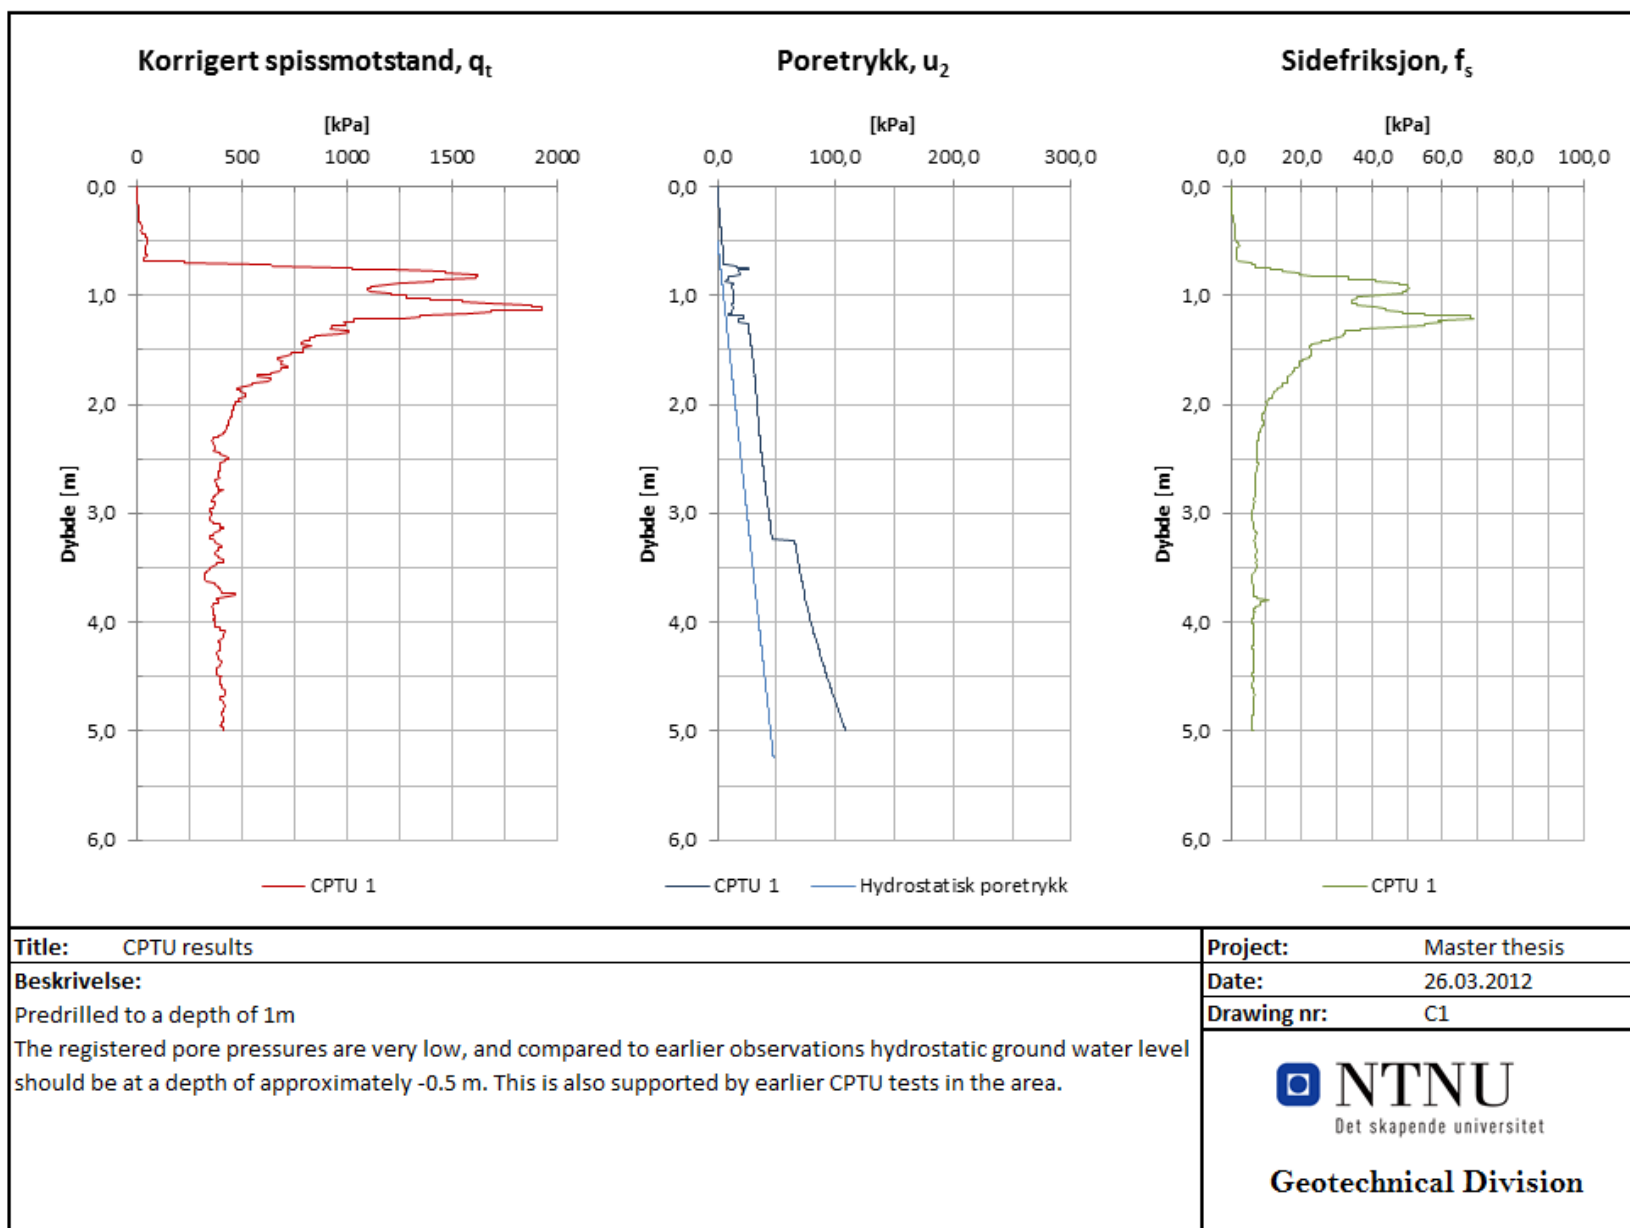 Korrigert spissmotstand, qt
Poretrykk, u2
Sidefriksjon, fs
[kPa]
[kPa]
[kPa]
0 500 1000 1500 2000
0,0 100,0 200,0 300,0
0,0 20,0 40,0 60,0 80,0 100,0
0,0
1,0
2,0
3,0
4,0
5,0
6,0
Dybde [m]
0,0
1,0
2,0
3,0
4,0
5,0
6,0
Dybde [m]
0,0
1,0
2,0
3,0
4,0
5,0
6,0
Dybde [m]
CPTU 1
CPTU 1 Hydrostatisk poretrykk
CPTU 1
Title: CPTU results
Beskrivelse:
Predrilled to a depth of 1m
The registered pore pressures are very low, and compared to earlier observations hydrostatic ground water level
should be at a depth of approximately -0.5 m. This is also supported by earlier CPTU tests in the area.
Project: Master thesis
Date: 26.03.2012
Drawing nr: C1
NTNU
Det skapende universitet
Geotechnical Division